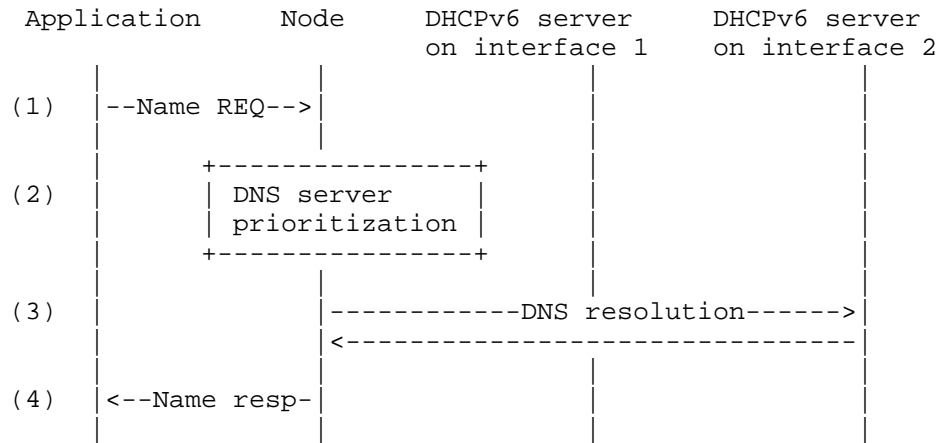 Application Node DHCPv6 server DHCPv6 server
on interface 1 on interface 2
(1) --Name REQ-->
(2) DNS server
prioritization
(3) ------------DNS resolution------>
<--------------------------------
(4) <--Name resp-